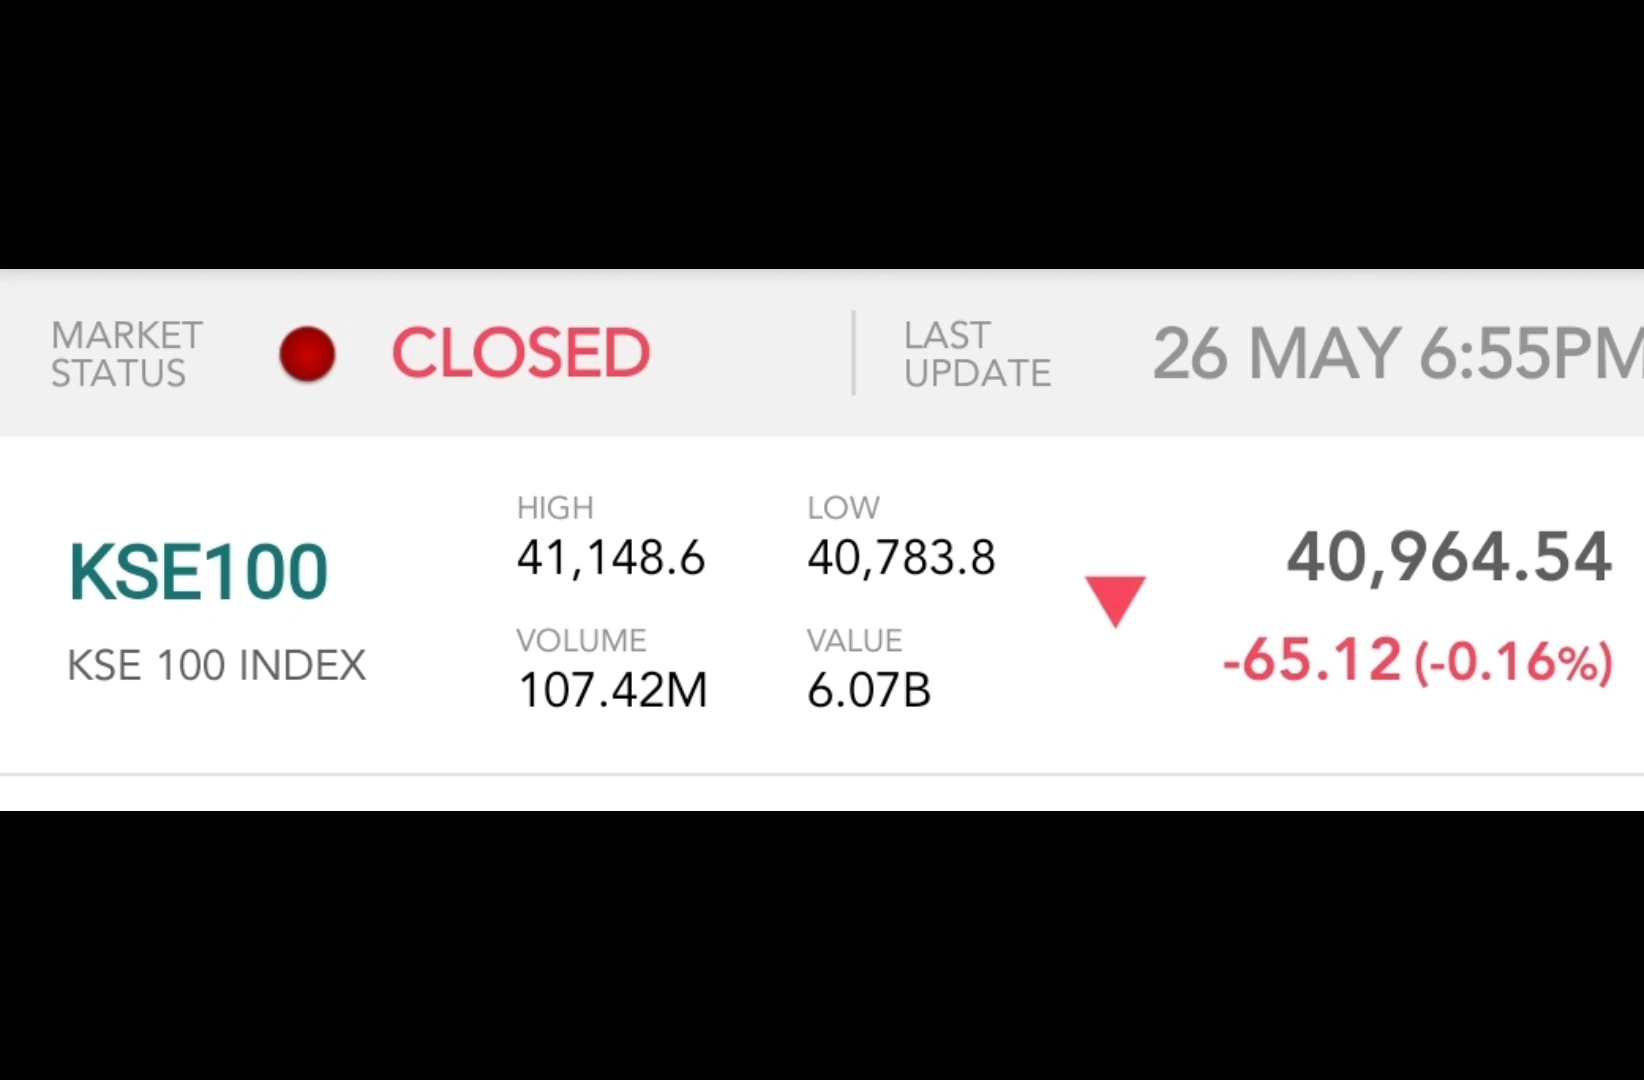 MARKET
STATUS
CLOSED
LAST
UPDATE
26 MAY 6:55PM
KSE100
KSE 100 INDEX
HIGH
41,148.6
LOW
40,783.8
VOLUME
107.42M
VALUE
6.07B
40,964.54
-65.12 (-0.16%)